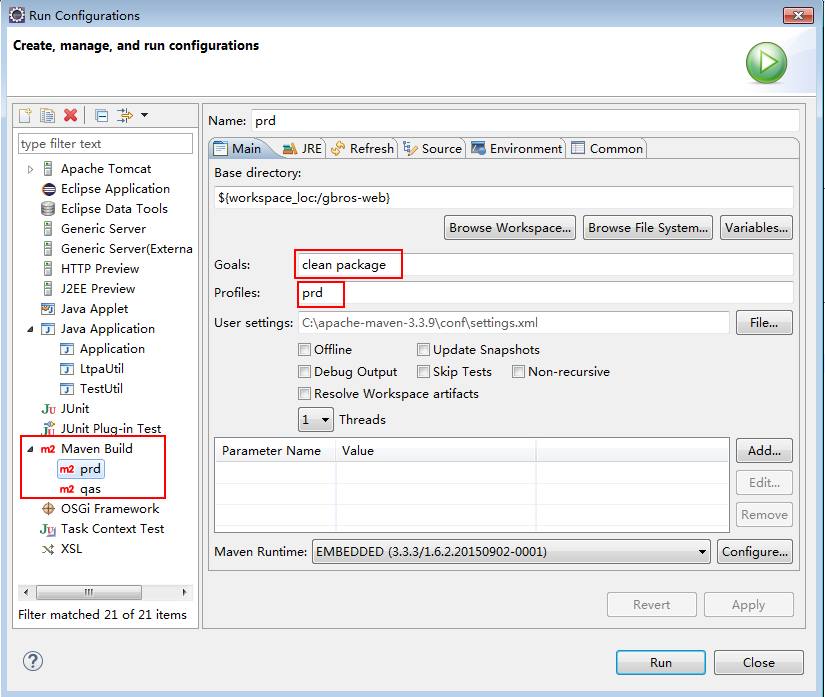 Run Configurations
Create, manage, and run configurations
type filter text
Apache Tomcat
Eclipse Application
Eclipse Data Tools
Generic Server
Generic Server(Externa
HTTP Preview
J2EE Preview
Java Applet
Java Application
Application
LtpaUtil
TestUtil
Ju JUnit
JUnit Plug-in Test
m2 Maven Build
m2 prd
m2 qas
OSGi Framework
Task Context Test
XSL
Filter matched 21 of 21 items
Name: prd
Main JRE Refresh Source Environment Common
Base directory:
${workspace_loc:/gbros-web}
Browse Workspace... Browse File System... Variables...
Goals: clean package
Profiles: prd
User settings: C:\apache-maven-3.3.9\conf\settings.xml File...
Offline Update Snapshots
Debug Output Skip Tests Non-recursive
Resolve Workspace artifacts
1 Threads
Parameter Name Value
Add...
Edit...
Remove
Maven Runtime: EMBEDDED (3.3.3/1.6.2.20150902-0001) Configure...
Revert Apply
? Run Close